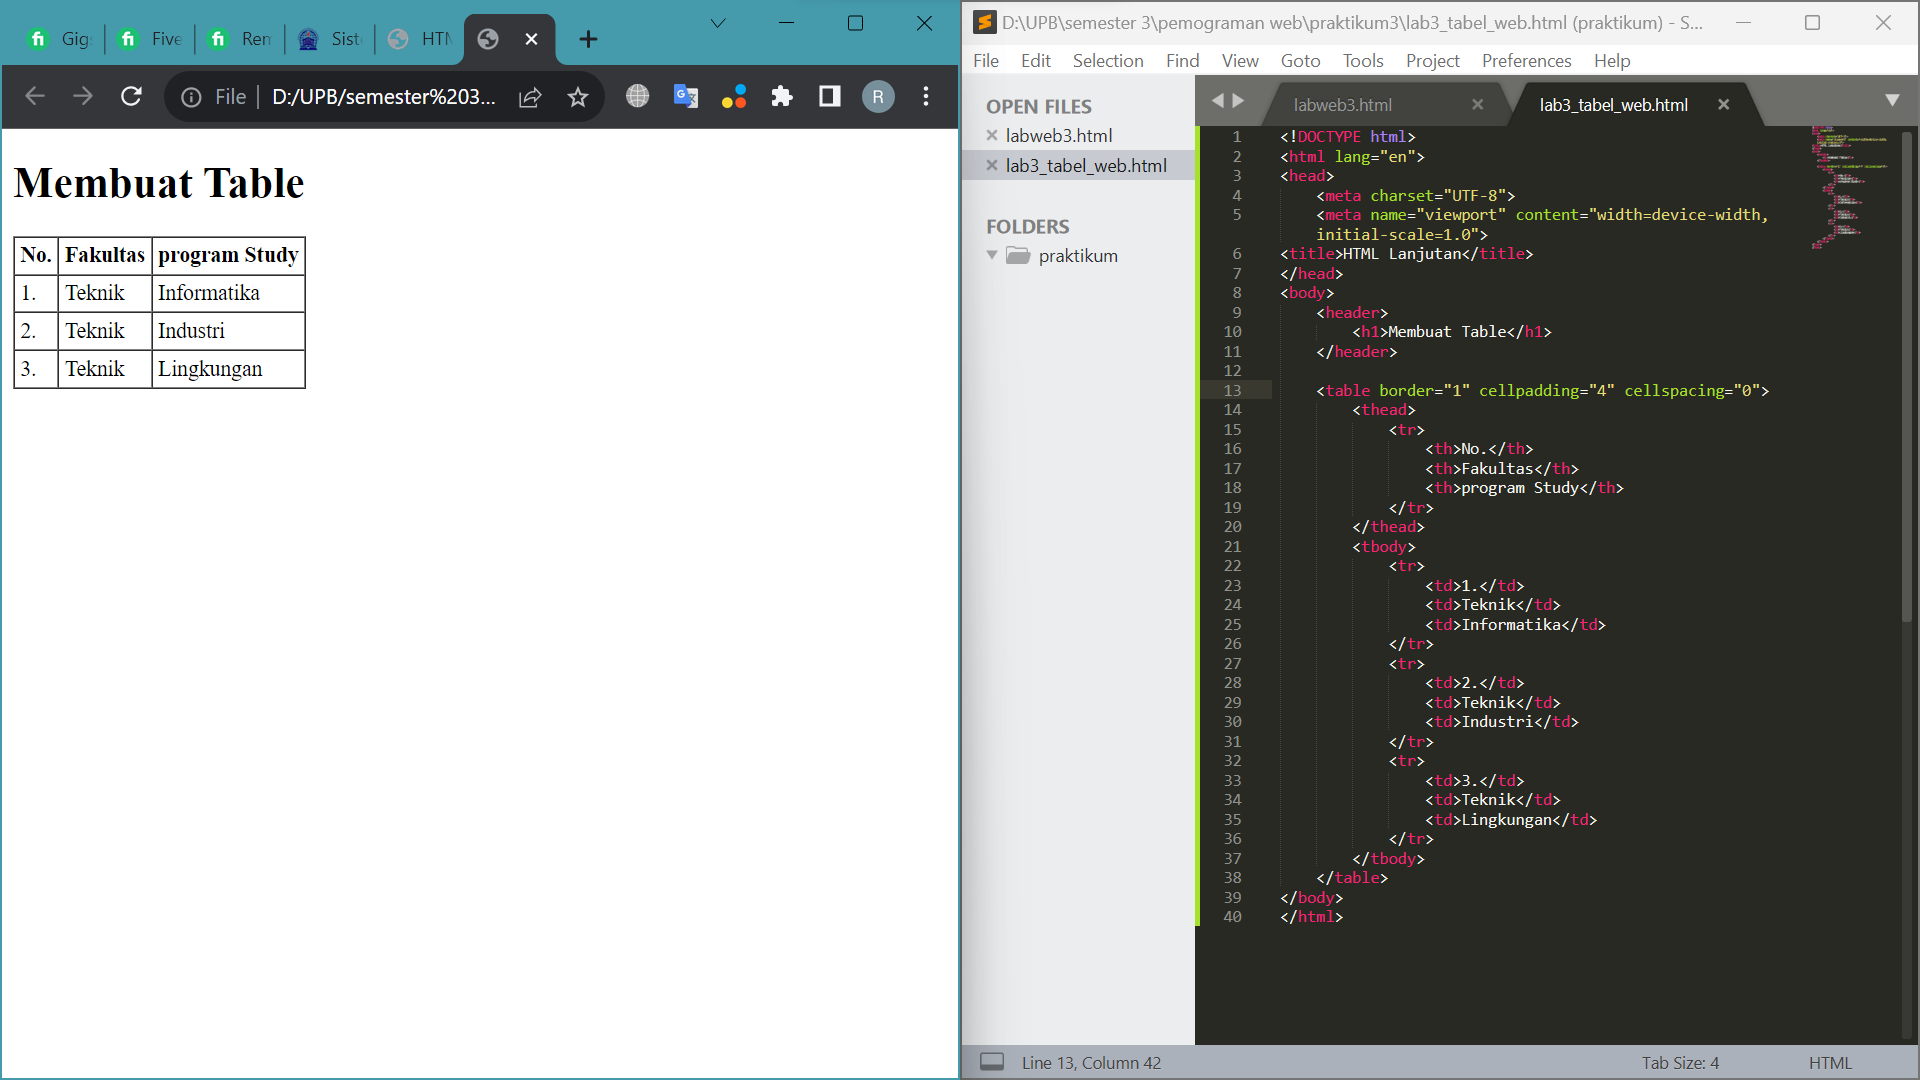 Gig
Five
Ren
Sist
HTM
File
D:/UPB/semester%203...
R
Membuat Table
No. Fakultas program Study
1. Teknik Informatika
2. Teknik Industri
3. Teknik Lingkungan
D:\UPB\semester 3\pemograman web\praktikum3\lab3_tabel_web.html (praktikum) - S...
File Edit Selection Find View Goto Tools Project Preferences Help
OPEN FILES
labweb3.html
lab3_tabel_web.html
FOLDERS
praktikum
labweb3.html
lab3_tabel_web.html
1 <!DOCTYPE html>
2 <html lang="en">
3 <head>
4 <meta charset="UTF-8">
5 <meta name="viewport" content="width=device-width,
initial-scale=1.0">
6 <title>HTML Lanjutan</title>
7 </head>
8 <body>
9 <header>
10 <h1>Membuat Table</h1>
11 </header>
12
13 <table border="1" cellpadding="4" cellspacing="0">
14 <thead>
15 <tr>
16 <th>No.</th>
17 <th>Fakultas</th>
18 <th>program Study</th>
19 </tr>
20 </thead>
21 <tbody>
22 <tr>
23 <td>1.</td>
24 <td>Teknik</td>
25 <td>Informatika</td>
26 </tr>
27 <tr>
28 <td>2.</td>
29 <td>Teknik</td>
30 <td>Industri</td>
31 </tr>
32 <tr>
33 <td>3.</td>
34 <td>Teknik</td>
35 <td>Lingkungan</td>
36 </tr>
37 </tbody>
38 </table>
39 </body>
40 </html>
Line 13, Column 42
Tab Size: 4
HTML